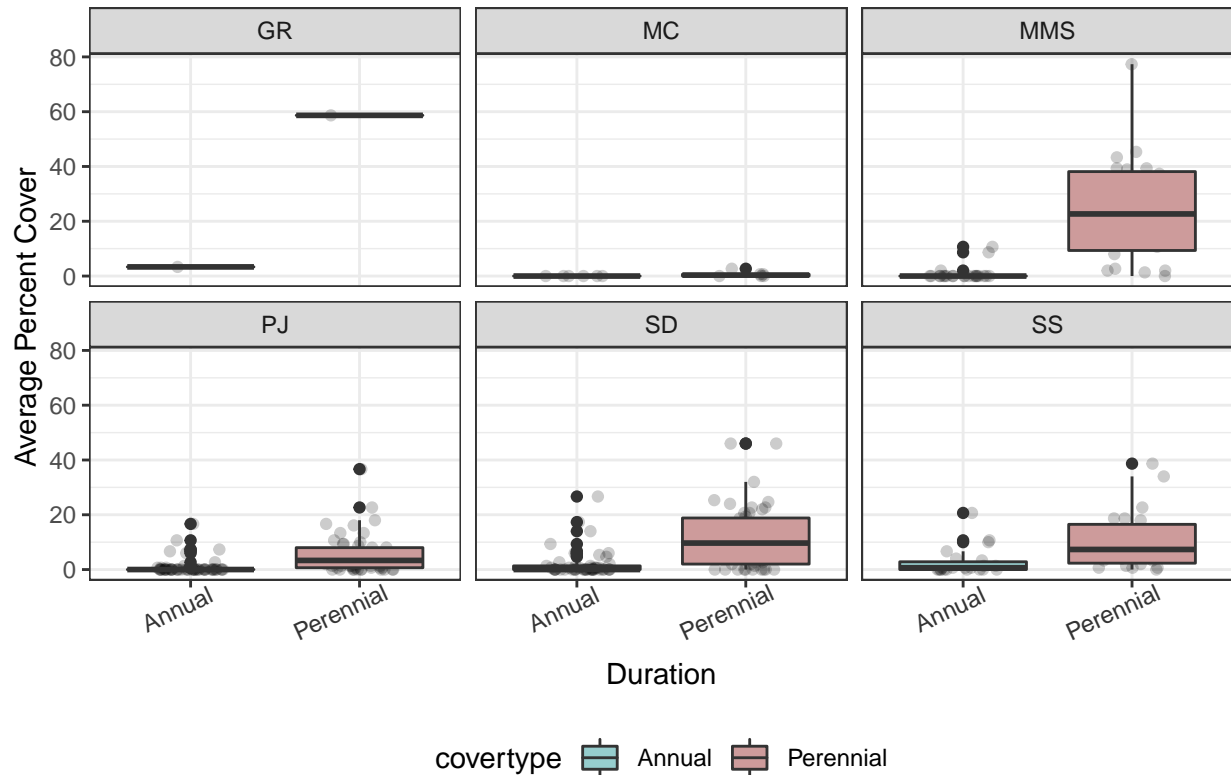 GR MC MMS
80
60
40
20
0
PJ SD SS
80
60
40
20
0
Average Percent Cover
Annual Perennial Annual Perennial Annual Perennial
Duration
covertype Annual Perennial